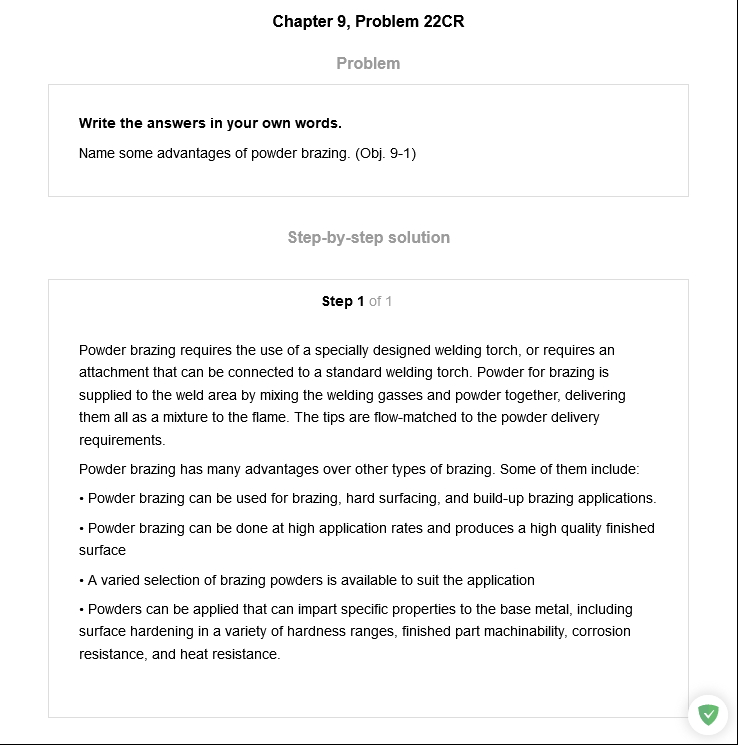 Chapter 9, Problem 22CR
Problem
Write the answers in your own words.
Name some advantages of powder brazing. (Obj. 9-1)
Step-by-step solution
Step 1 of 1
Powder brazing requires the use of a specially designed welding torch, or requires an
attachment that can be connected to a standard welding torch. Powder for brazing is
supplied to the weld area by mixing the welding gasses and powder together, delivering
them all as a mixture to the flame. The tips are flow-matched to the powder delivery
requirements.
Powder brazing has many advantages over other types of brazing. Some of them include:
• Powder brazing can be used for brazing, hard surfacing, and build-up brazing applications.
• Powder brazing can be done at high application rates and produces a high quality finished
surface
• A varied selection of brazing powders is available to suit the application
• Powders can be applied that can impart specific properties to the base metal, including
surface hardening in a variety of hardness ranges, finished part machinability, corrosion
resistance, and heat resistance.